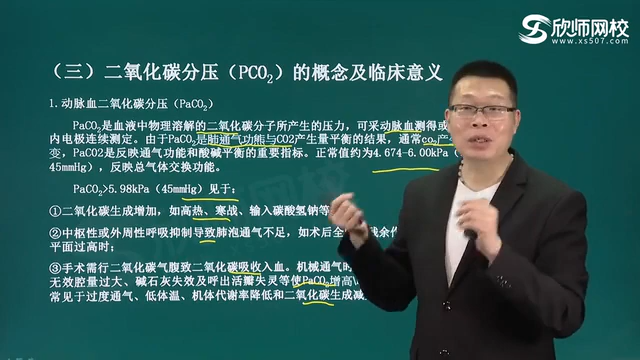 欣师网校
www.xs507.com
（三）二氧化碳分压（PCO2）的概念及临床意义
1.动脉血二氧化碳分压（PaCO2）
PaCO2是血液中物理溶解的二氧化碳分子所产生的压力，可采动脉血测得或
内电极连续测定。由于PaCO2是肺通气功能与CO2产生量平衡的结果，通常co2产
变，PaCO2是反映通气功能和酸碱平衡的重要指标。正常值约为4.674-6.00kPa（
45mmHg），反映总气体交换功能。
PaCO2>5.98kPa（45mmHg）见于：
①二氧化碳生成增加，如高热、寒战、输入碳酸氢钠等
②中枢性或外周性呼吸抑制导致肺泡通气不足，如术后全 残余作
平面过高时；
③手术需行二氧化碳气腹致二氧化碳吸收入血。机械通气时
无效腔量过大、碱石灰失效及呼出活瓣失灵等使PaCO2增高
常见于过度通气、低体温、机体代谢率降低和二氧化碳生成减